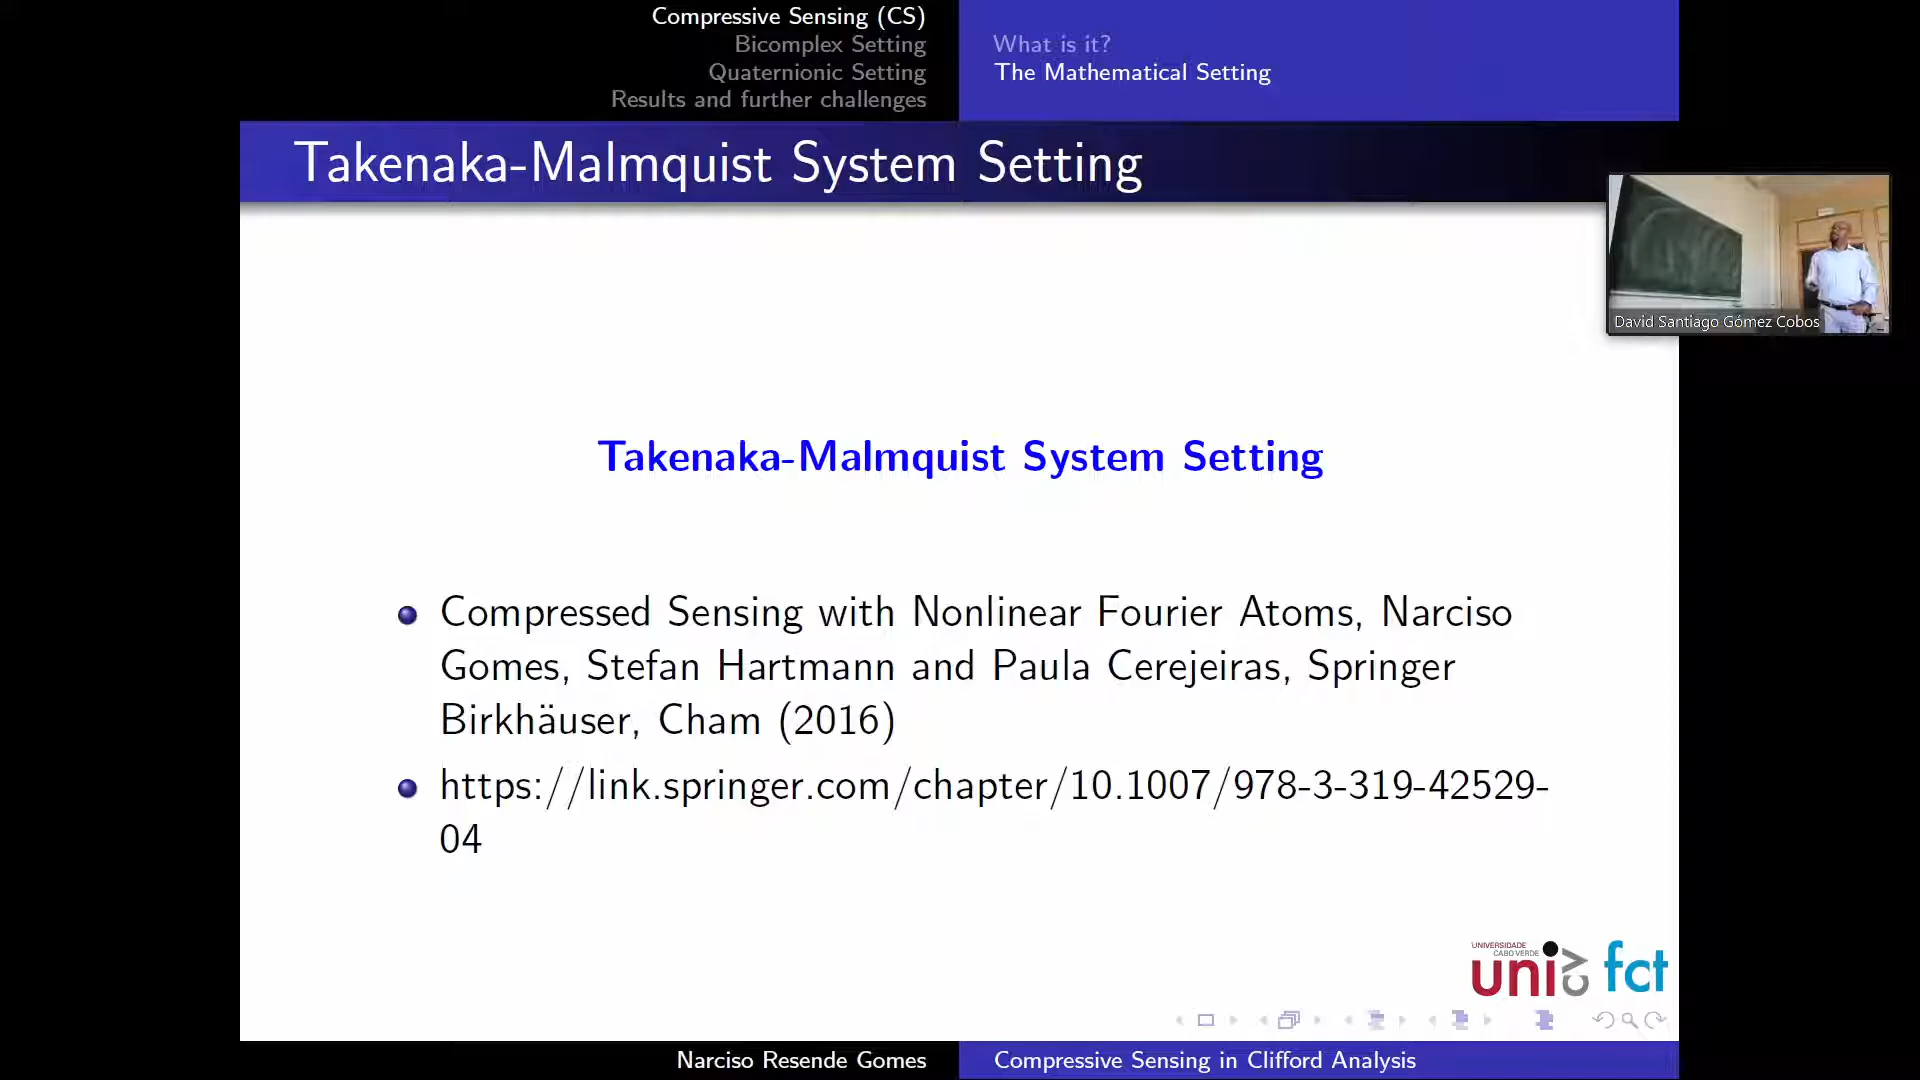 Compressive Sensing (CS)
Bicomplex Setting
Quaternionic Setting
Results and further challenges
What is it?
The Mathematical Setting
Takenaka-Malmquist System Setting
David Santiago Gómez Cobos
Takenaka-Malmquist System Setting
Compressed Sensing with Nonlinear Fourier Atoms, Narciso
Gomes, Stefan Hartmann and Paula Cerejeiras, Springer
Birkhäuser, Cham (2016)
https://link.springer.com/chapter/10.1007/978-3-319-42529-
04
UNIVERSIDADE
CABO VERDE
uni cv
fct
Narciso Resende Gomes
Compressive Sensing in Clifford Analysis